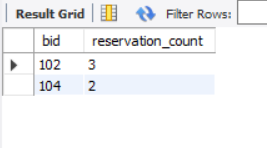 Result Grid Filter Rows:
bid reservation_count
102 3
104 2